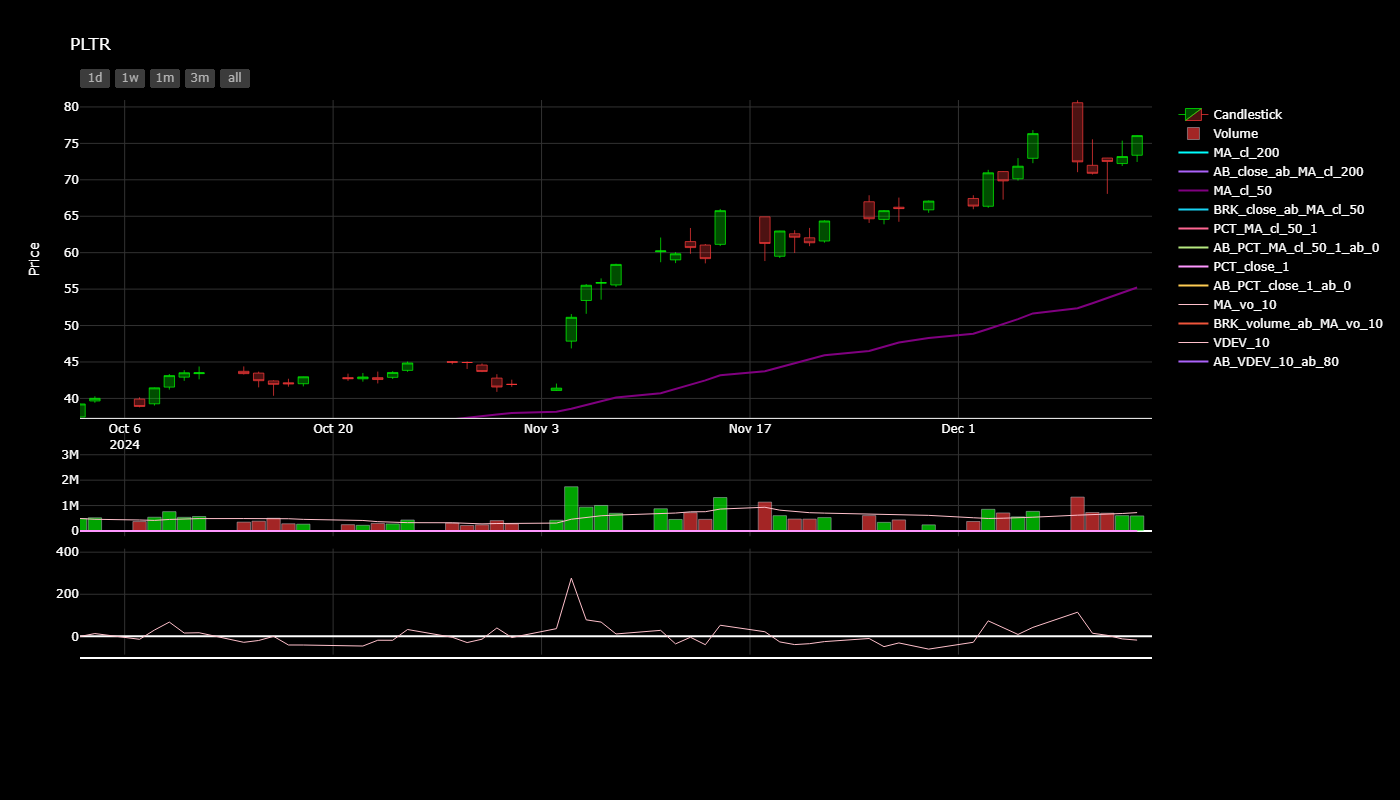 PLTR
1d 1w 1m 3m all
Price
80
75
70
65
60
55
50
45
40
Oct 6 Oct 20 Nov 3 Nov 17 Dec 1
2024
3M
2M
1M
0
400
200
0
Candlestick
Volume
MA_cl_200
AB_close_ab_MA_cl_200
MA_cl_50
BRK_close_ab_MA_cl_50
PCT_MA_cl_50_1
AB_PCT_MA_cl_50_1_ab_0
PCT_close_1
AB_PCT_close_1_ab_0
MA_vo_10
BRK_volume_ab_MA_vo_10
VDEV_10
AB_VDEV_10_ab_80